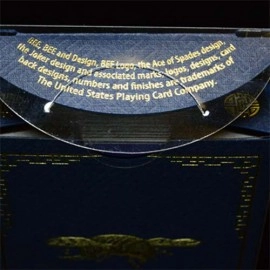 BEE, BEE and Design, BEE Logo, the Ace of Spades design,
the Joker design and associated marks, logos, designs, card
back designs, numbers and finishes are trademarks of
The United States Playing Card Company.